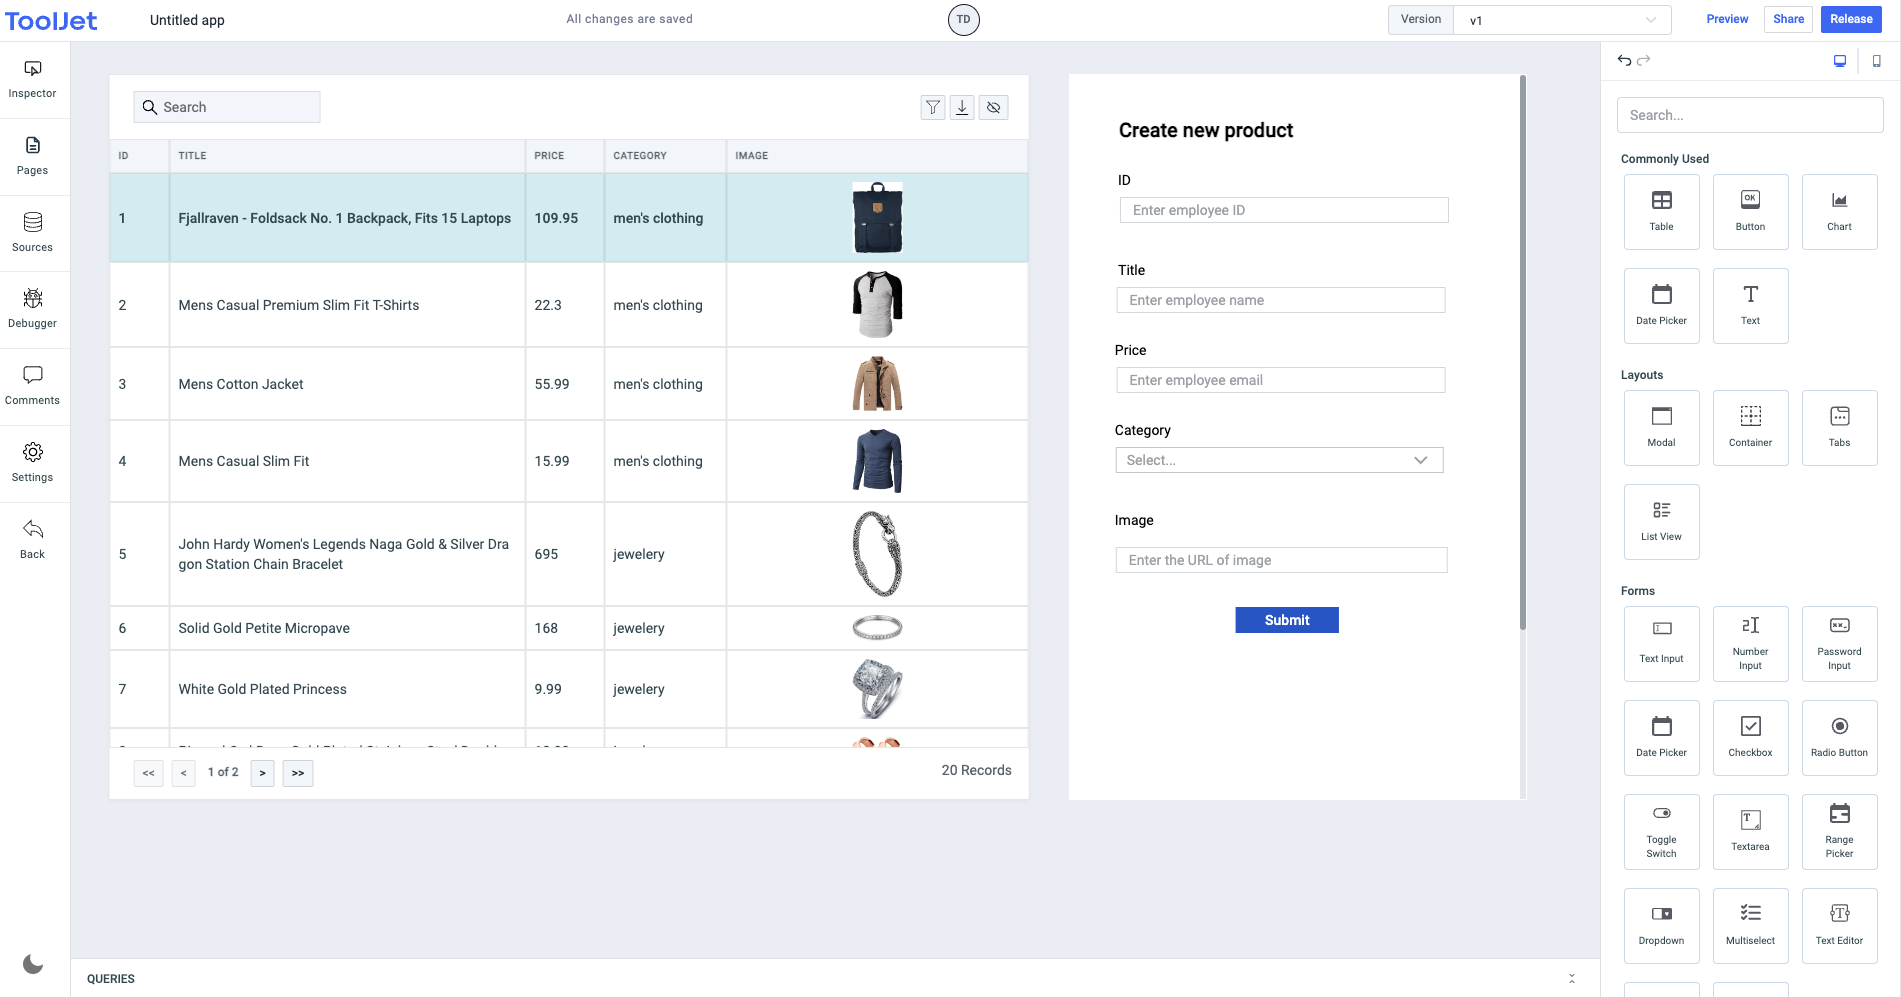 ToolJet
Untitled app
All changes are saved
TD
Version
v1
Preview
Share
Release
Inspector
Pages
Sources
Debugger
Comments
Settings
Back
Search
ID TITLE PRICE CATEGORY IMAGE
1 Fjallraven - Foldsack No. 1 Backpack, Fits 15 Laptops 109.95 men's clothing
2 Mens Casual Premium Slim Fit T-Shirts 22.3 men's clothing
3 Mens Cotton Jacket 55.99 men's clothing
4 Mens Casual Slim Fit 15.99 men's clothing
5 John Hardy Women's Legends Naga Gold & Silver Dra
gon Station Chain Bracelet 695 jewelery
6 Solid Gold Petite Micropave 168 jewelery
7 White Gold Plated Princess 9.99 jewelery
<< < 1 of 2 > >>
20 Records
Create new product
ID
Enter employee ID
Title
Enter employee name
Price
Enter employee email
Category
Select...
Image
Enter the URL of image
Submit
QUERIES
Search...
Commonly Used
Table
OK
Button
Chart
Date Picker
Text
Layouts
Modal
Container
Tabs
List View
Forms
Text Input
Number
Input
Password
Input
Date Picker
Checkbox
Radio Button
Toggle
Switch
Textarea
Range
Picker
Dropdown
Multiselect
Text Editor